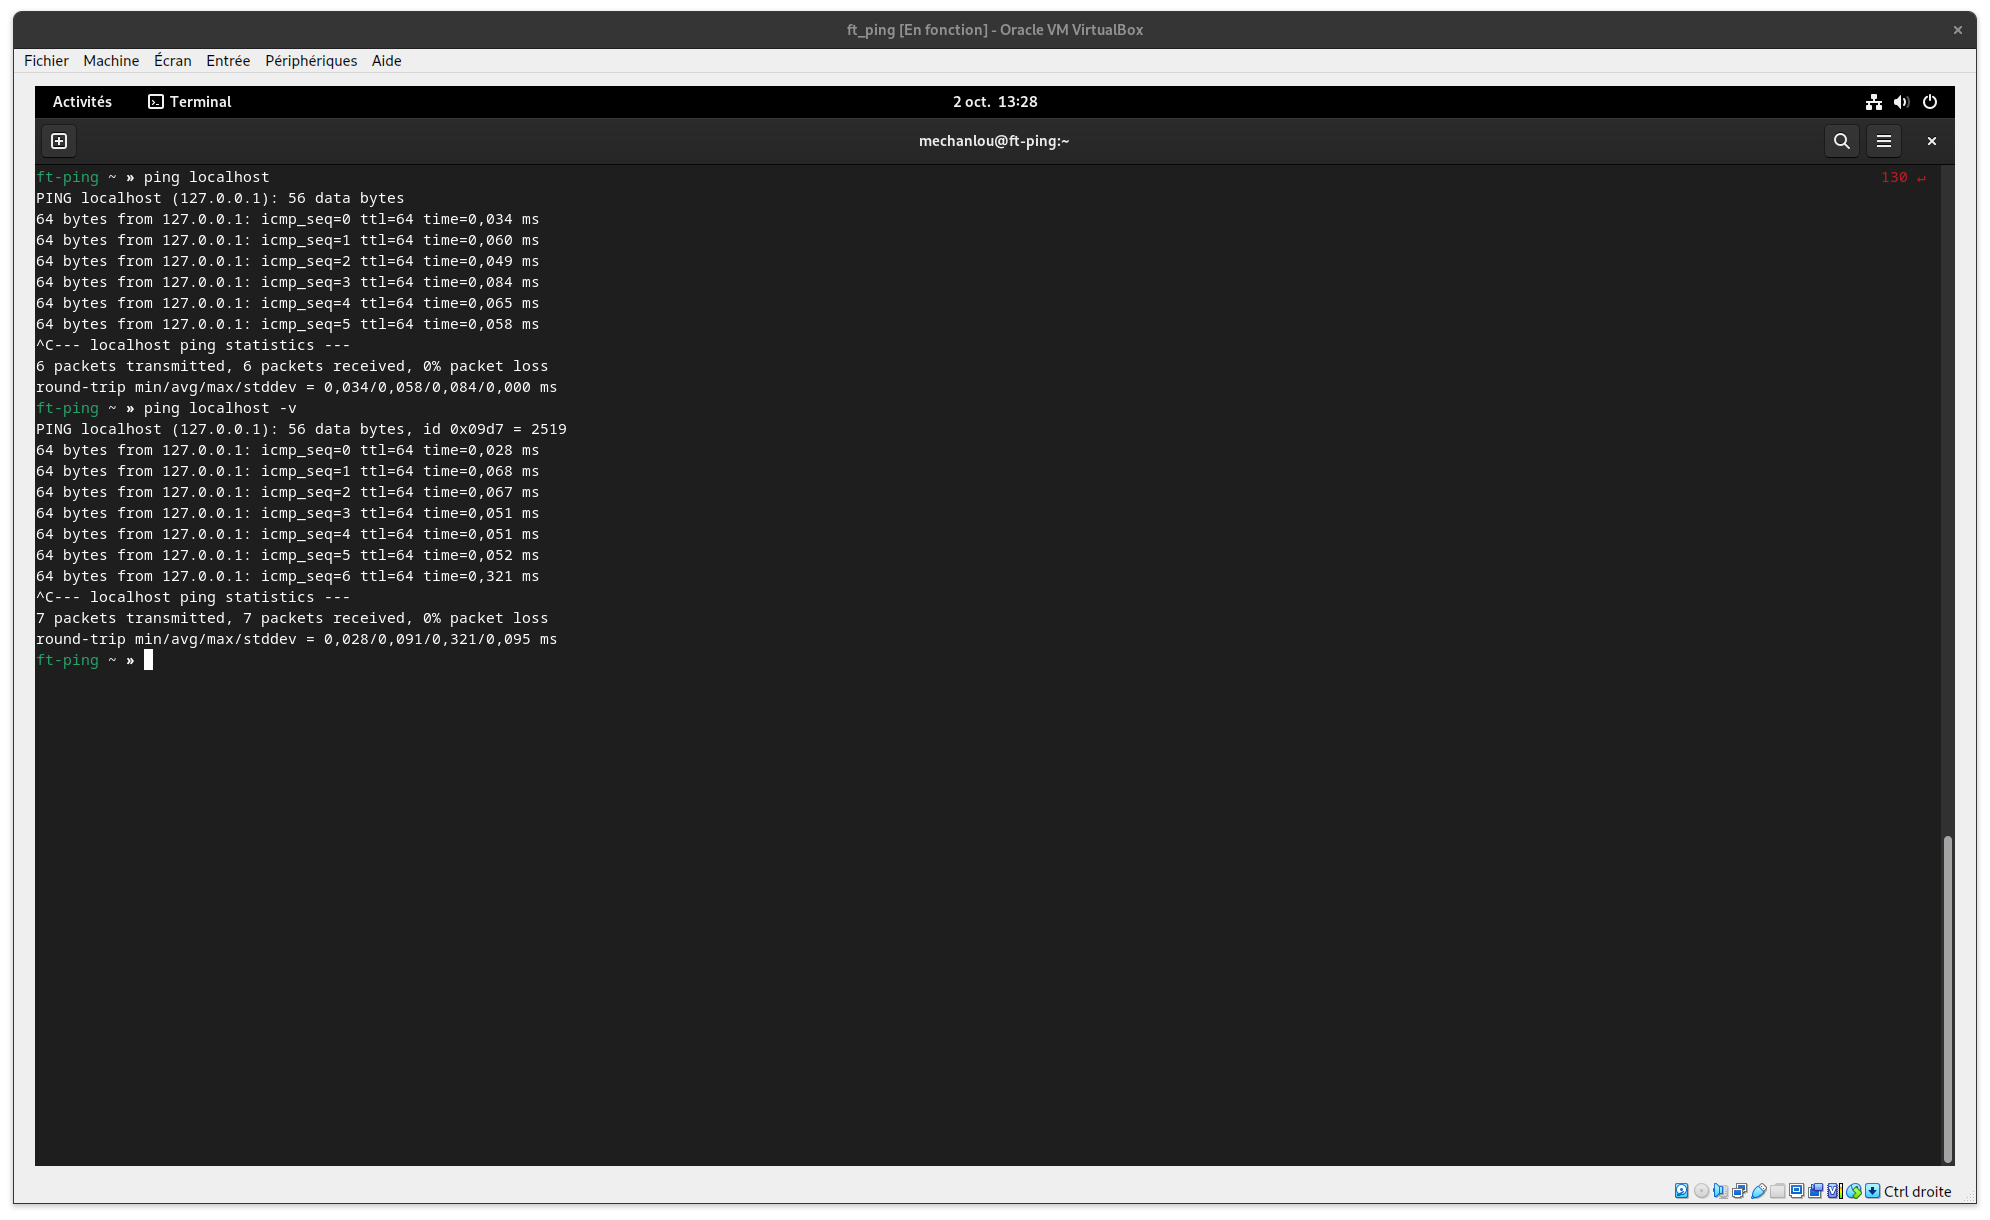 ft_ping [En fonction] - Oracle VM VirtualBox
Fichier Machine Écran Entrée Périphériques Aide
Activités Terminal 2 oct. 13:28
mechanlou@ft-ping:~
ft-ping ~ » ping localhost 130 ↵
PING localhost (127.0.0.1): 56 data bytes
64 bytes from 127.0.0.1: icmp_seq=0 ttl=64 time=0,034 ms
64 bytes from 127.0.0.1: icmp_seq=1 ttl=64 time=0,060 ms
64 bytes from 127.0.0.1: icmp_seq=2 ttl=64 time=0,049 ms
64 bytes from 127.0.0.1: icmp_seq=3 ttl=64 time=0,084 ms
64 bytes from 127.0.0.1: icmp_seq=4 ttl=64 time=0,065 ms
64 bytes from 127.0.0.1: icmp_seq=5 ttl=64 time=0,058 ms
^C--- localhost ping statistics ---
6 packets transmitted, 6 packets received, 0% packet loss
round-trip min/avg/max/stddev = 0,034/0,058/0,084/0,000 ms
ft-ping ~ » ping localhost -v
PING localhost (127.0.0.1): 56 data bytes, id 0x09d7 = 2519
64 bytes from 127.0.0.1: icmp_seq=0 ttl=64 time=0,028 ms
64 bytes from 127.0.0.1: icmp_seq=1 ttl=64 time=0,068 ms
64 bytes from 127.0.0.1: icmp_seq=2 ttl=64 time=0,067 ms
64 bytes from 127.0.0.1: icmp_seq=3 ttl=64 time=0,051 ms
64 bytes from 127.0.0.1: icmp_seq=4 ttl=64 time=0,051 ms
64 bytes from 127.0.0.1: icmp_seq=5 ttl=64 time=0,052 ms
64 bytes from 127.0.0.1: icmp_seq=6 ttl=64 time=0,321 ms
^C--- localhost ping statistics ---
7 packets transmitted, 7 packets received, 0% packet loss
round-trip min/avg/max/stddev = 0,028/0,091/0,321/0,095 ms
ft-ping ~ »
Ctrl droite